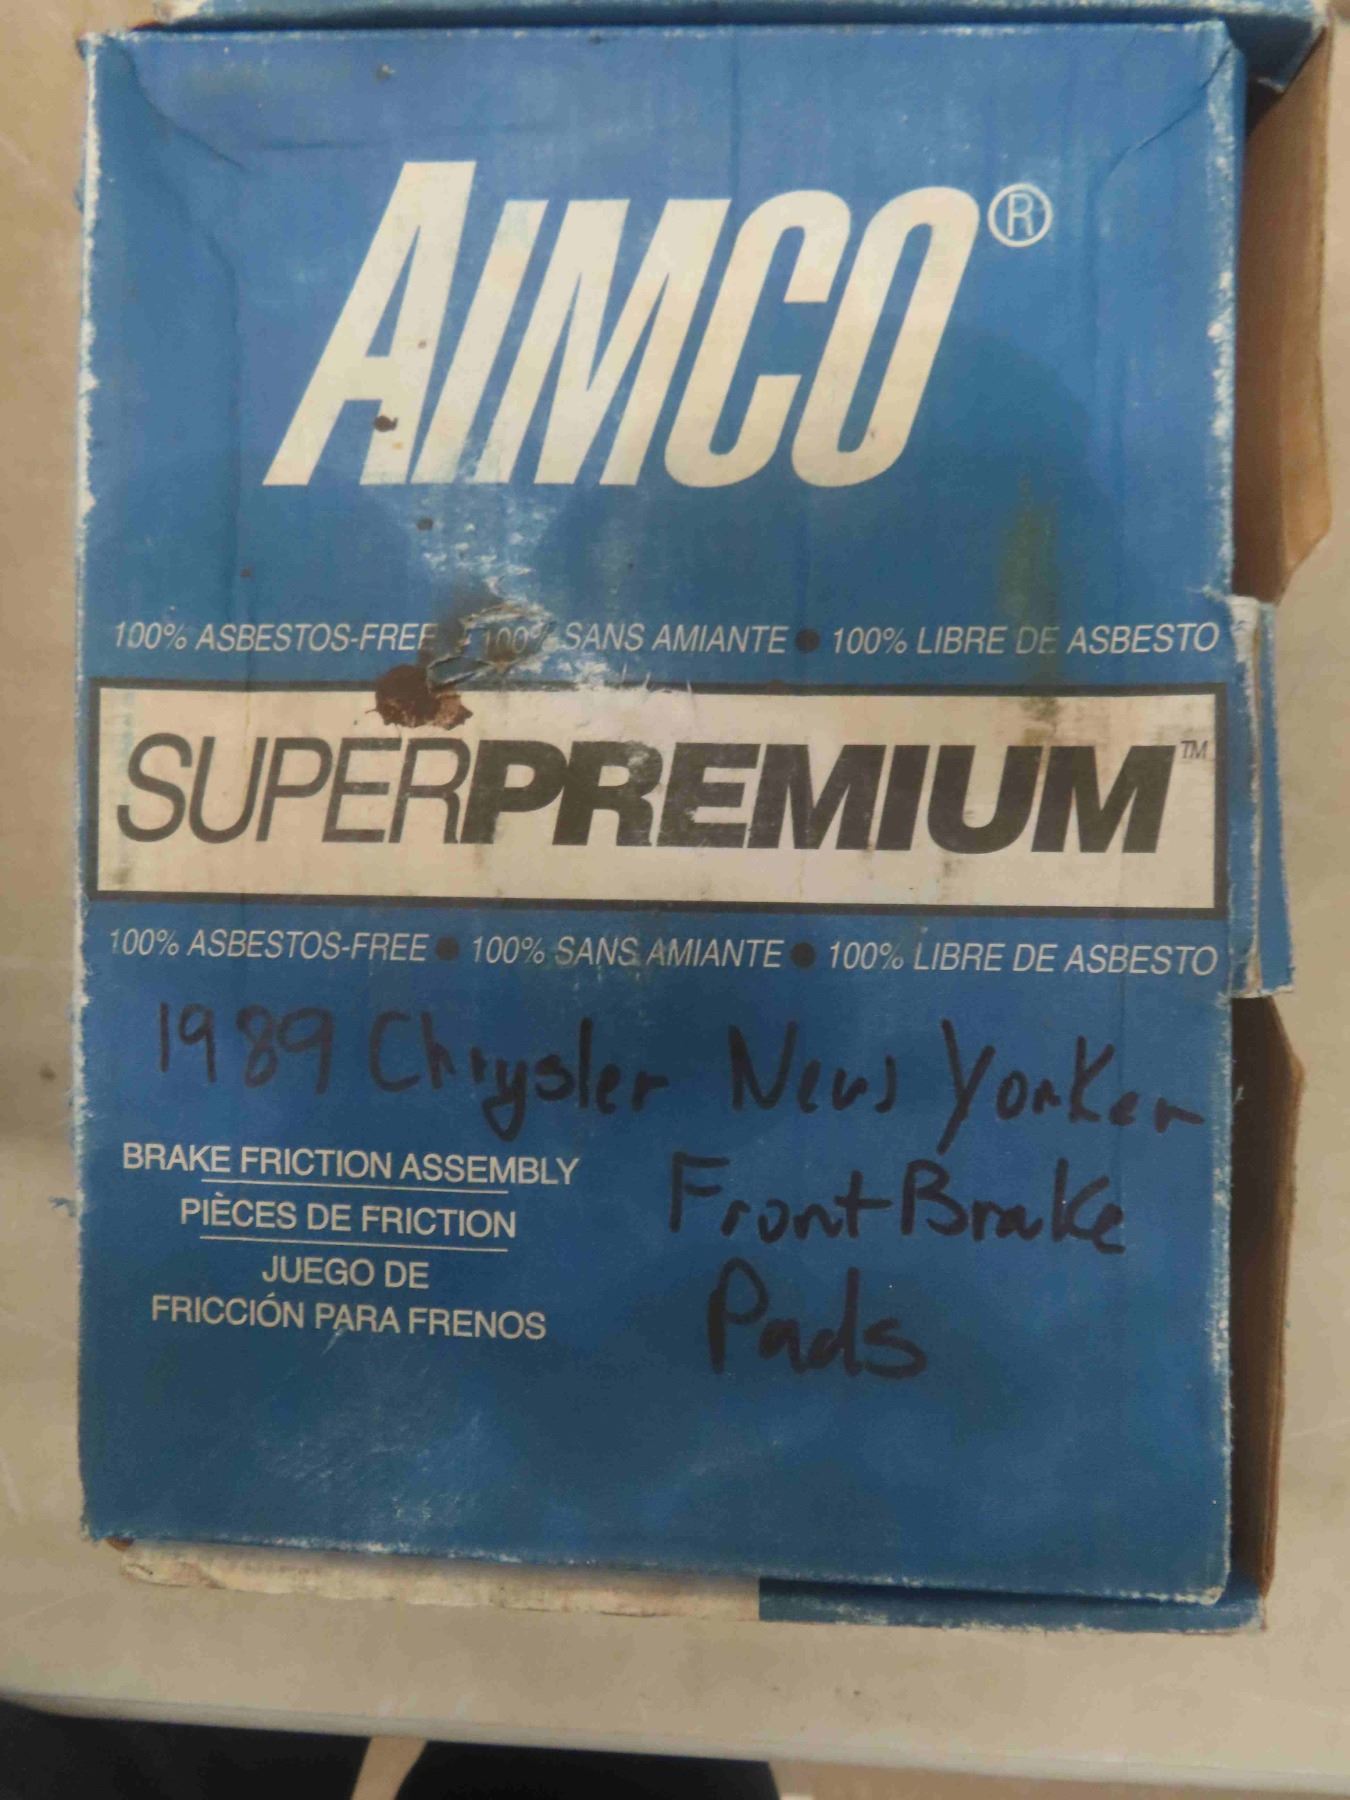 AIMCO®
100% ASBESTOS-FREE • 100% SANS AMIANTE • 100% LIBRE DE ASBESTO
SUPERPREMIUM™
100% ASBESTOS-FREE • 100% SANS AMIANTE • 100% LIBRE DE ASBESTO
1989 Chrysler New Yorker
Front Brake
Pads
BRAKE FRICTION ASSEMBLY
PIÈCES DE FRICTION
JUEGO DE
FRICCIÓN PARA FRENOS